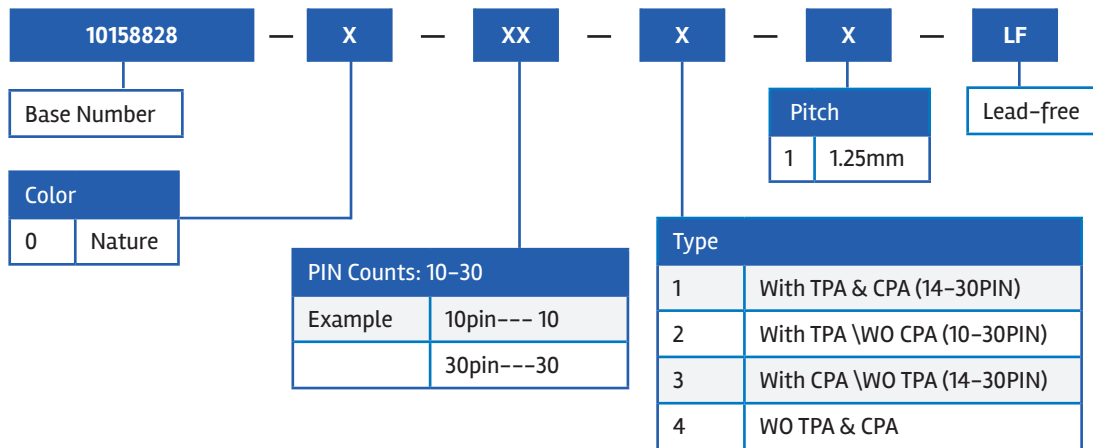 10158828 — X — XX — X — X — LF
Base Number
Pitch
1 1.25mm
Lead-free
Color
0 Nature
PIN Counts: 10-30
Example 10pin--- 10
30pin---30
Type
1 With TPA & CPA (14-30PIN)
2 With TPA \WO CPA (10-30PIN)
3 With CPA \WO TPA (14-30PIN)
4 WO TPA & CPA